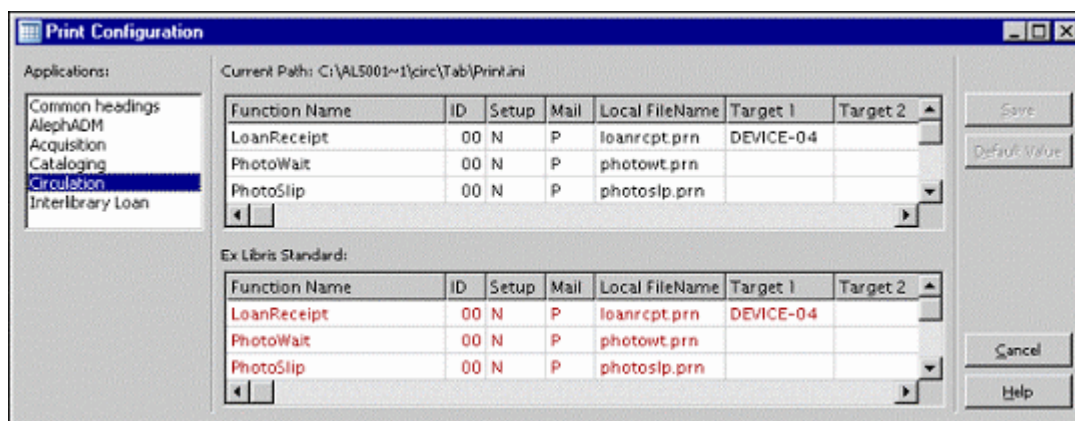 Print Configuration
Applications:
Current Path: C:\AL5001~1\circ\Tab\Print.ini
Common headings
AlephADM
Acquisition
Cataloging
Circulation
Interlibrary Loan
Function Name ID Setup Mail Local FileName Target 1 Target 2
LoanReceipt 00 N P loanrcpt.prn DEVICE-04
PhotoWait 00 N P photowt.prn
PhotoSlip 00 N P photoslp.prn
Save
Default Value
Ex Libris Standard:
Function Name ID Setup Mail Local FileName Target 1 Target 2
LoanReceipt 00 N P loanrcpt.prn DEVICE-04
PhotoWait 00 N P photowt.prn
PhotoSlip 00 N P photoslp.prn
Cancel
Help